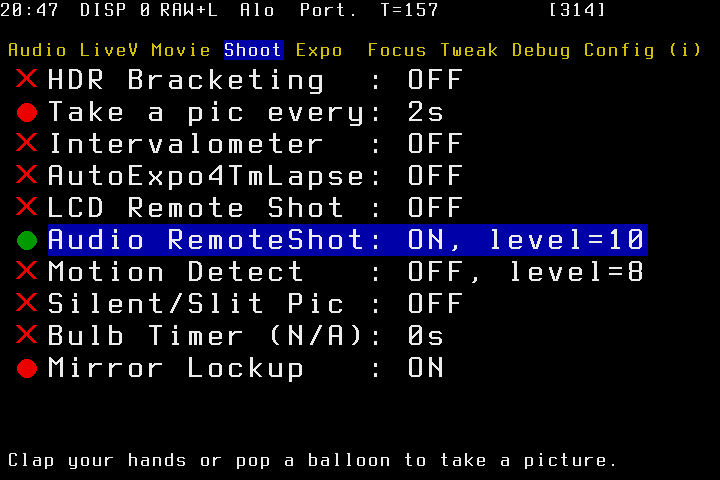 20:47 DISP 0 RAW+L Alo Port. T=157 [314]
Audio LiveV Movie Shoot Expo Focus Tweak Debug Config (i)
HDR Bracketing : OFF
Take a pic every: 2s
Intervalometer : OFF
AutoExpo4TmLapse: OFF
LCD Remote Shot : OFF
Audio RemoteShot: ON, level=10
Motion Detect : OFF, level=8
Silent/Slit Pic : OFF
Bulb Timer (N/A): 0s
Mirror Lockup : ON
Clap your hands or pop a balloon to take a picture.